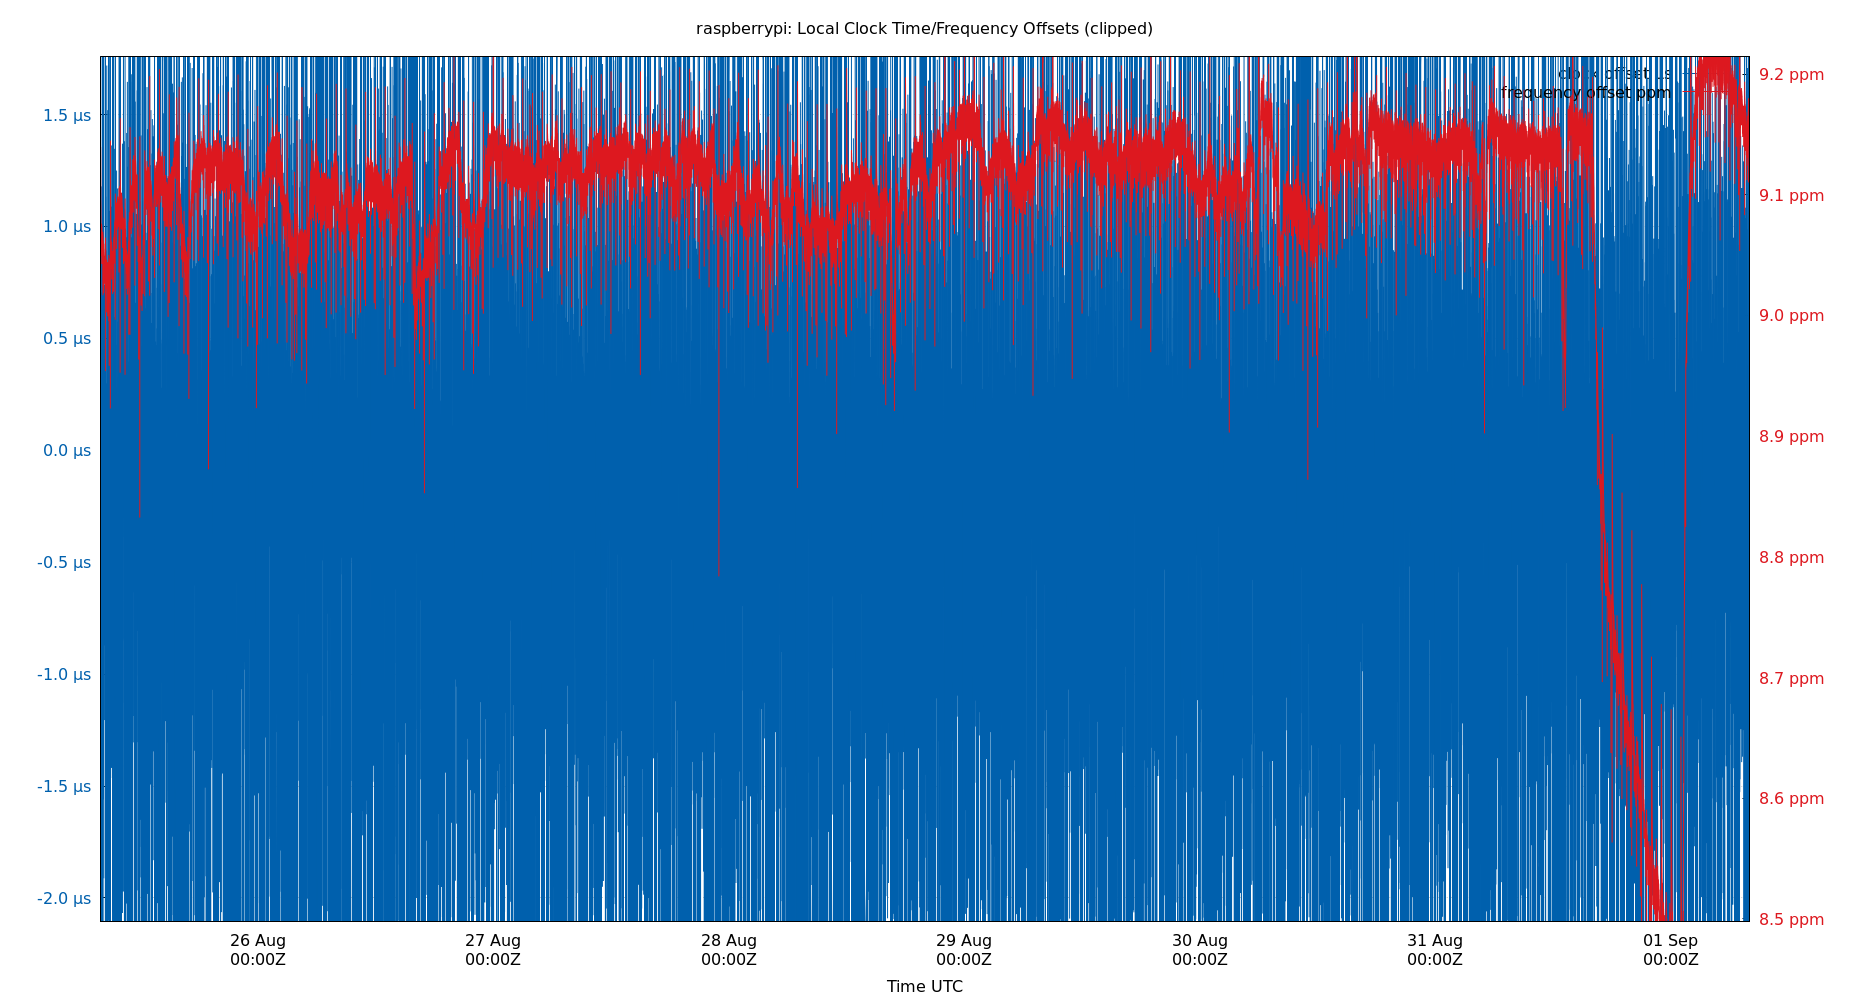 raspberrypi: Local Clock Time/Frequency Offsets (clipped)
clock offset µs
frequency offset ppm
1.5 µs
1.0 µs
0.5 µs
0.0 µs
-0.5 µs
-1.0 µs
-1.5 µs
-2.0 µs
9.2 ppm
9.1 ppm
9.0 ppm
8.9 ppm
8.8 ppm
8.7 ppm
8.6 ppm
8.5 ppm
26 Aug
00:00Z
27 Aug
00:00Z
28 Aug
00:00Z
29 Aug
00:00Z
30 Aug
00:00Z
31 Aug
00:00Z
01 Sep
00:00Z
Time UTC